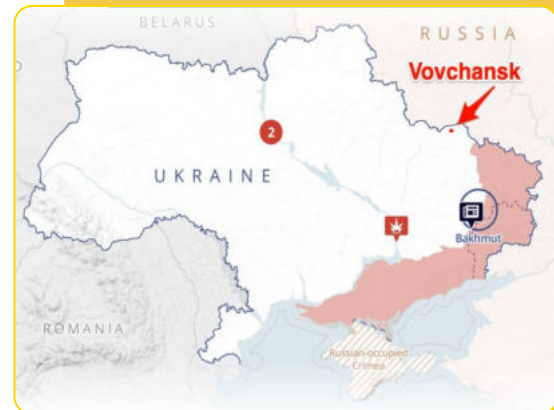 BELARUS
RUSSIA
Vovchansk
2
UKRAINE
Bakhmut
ROMANIA
Russian-occupied
Crimea